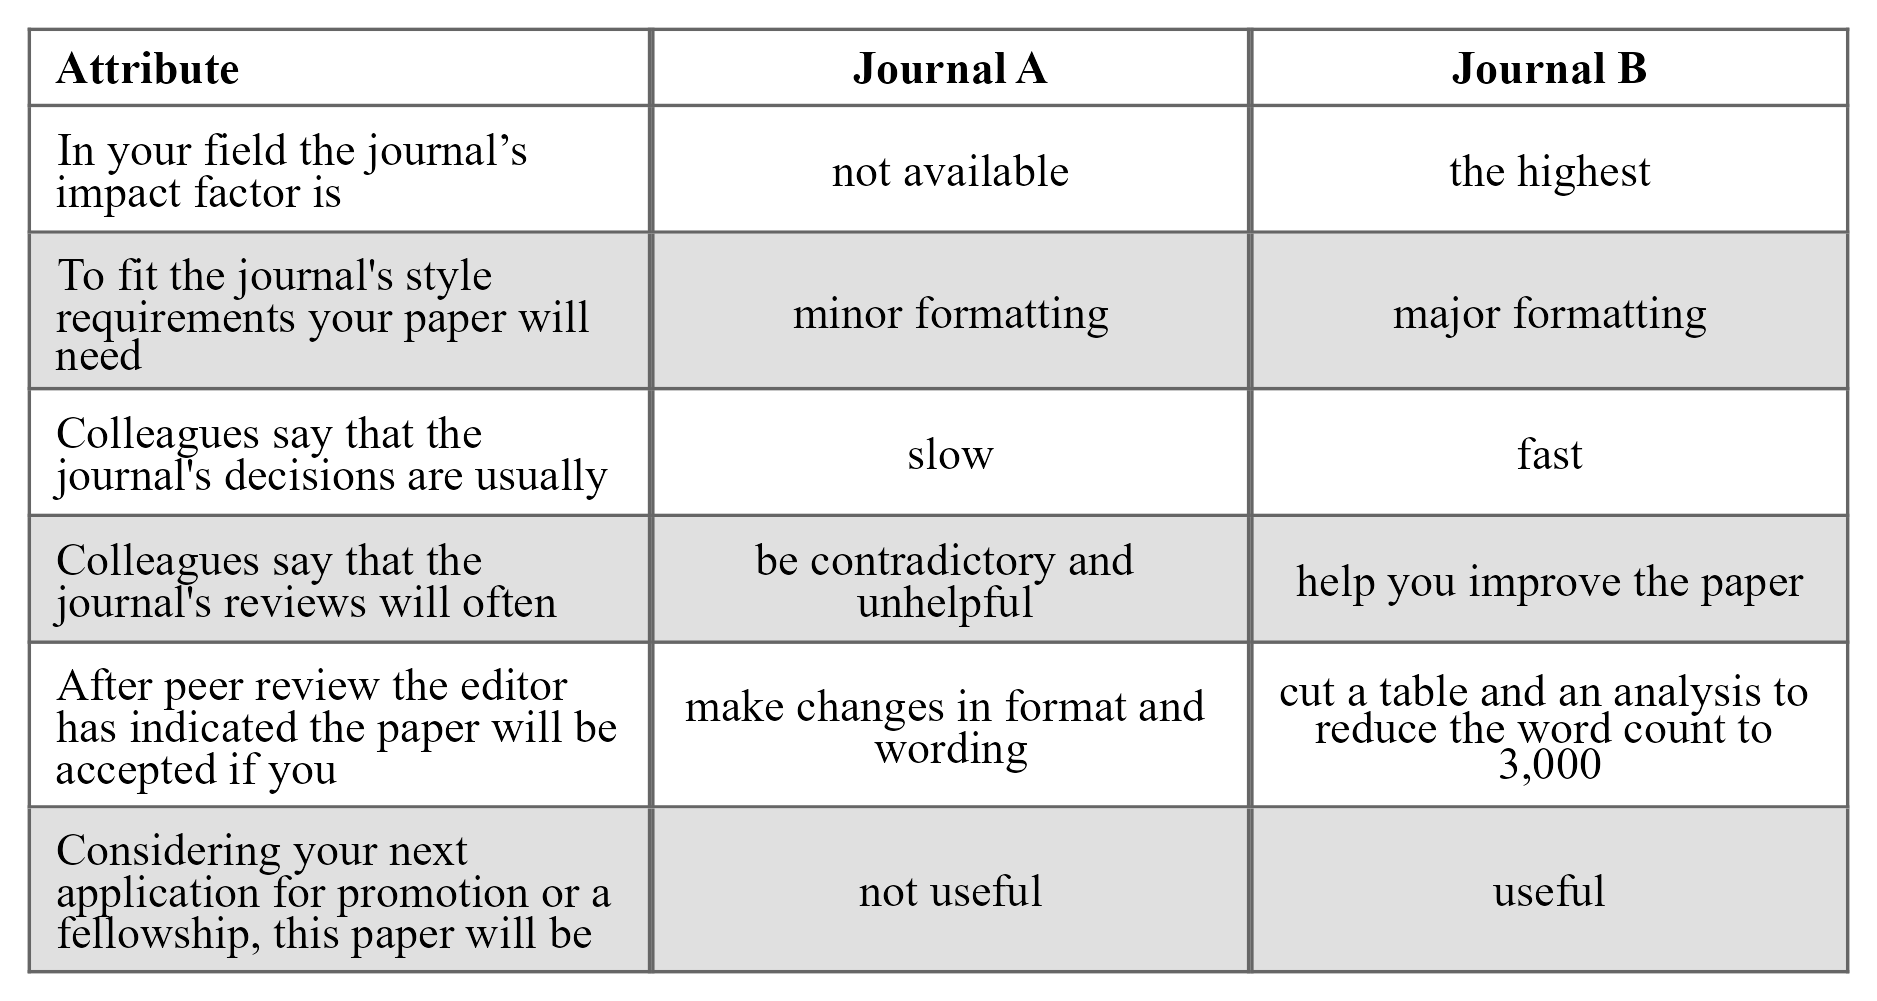 Attribute
Journal A
Journal B
In your field the journal’s
impact factor is
not available
the highest
To fit the journal's style
requirements your paper will
need
minor formatting
major formatting
Colleagues say that the
journal's decisions are usually
slow
fast
Colleagues say that the
journal's reviews will often
be contradictory and
unhelpful
help you improve the paper
After peer review the editor
has indicated the paper will be
accepted if you
make changes in format and
wording
cut a table and an analysis to
reduce the word count to
3,000
Considering your next
application for promotion or a
fellowship, this paper will be
not useful
useful